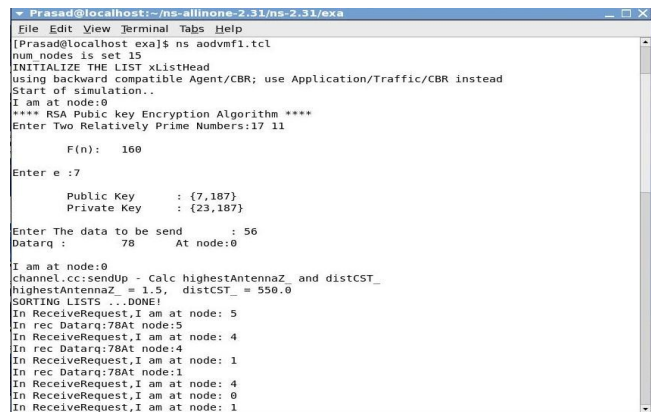 Prasad@localhost:~/ns-allinone-2.31/ns-2.31/exa
File Edit View Terminal Tabs Help
[Prasad@localhost exa]$ ns aodvmf1.tcl
num_nodes is set 15
INITIALIZE THE LIST xListHead
using backward compatible Agent/CBR; use Application/Traffic/CBR instead
Start of simulation..
I am at node:0
**** RSA Pubic key Encryption Algorithm ****
Enter Two Relatively Prime Numbers:17 11
F(n): 160
Enter e :7
Public Key : {7,187}
Private Key : {23,187}
Enter The data to be send : 56
Datarq : 78 At node:0
I am at node:0
channel.cc:sendUp - Calc highestAntennaZ_ and distCST_
highestAntennaZ_ = 1.5, distCST_ = 550.0
SORTING LISTS ...DONE!
In ReceiveRequest,I am at node: 5
In rec Datarq:78At node:5
In ReceiveRequest,I am at node: 4
In rec Datarq:78At node:4
In ReceiveRequest,I am at node: 1
In rec Datarq:78At node:1
In ReceiveRequest,I am at node: 4
In ReceiveRequest,I am at node: 0
In ReceiveRequest,I am at node: 1